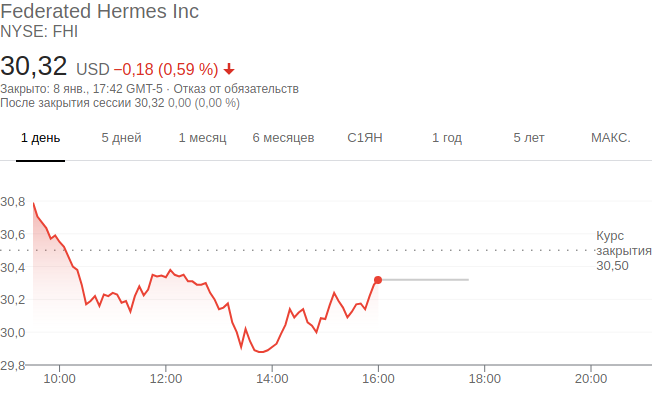 Federated Hermes Inc
NYSE: FHI
30,32 USD −0,18 (0,59 %)
Закрыто: 8 янв., 17:42 GMT-5 · Отказ от обязательств
После закрытия сессии 30,32 0,00 (0,00 %)
1 день 5 дней 1 месяц 6 месяцев С1ЯН 1 год 5 лет МАКС.
30,8
30,6
Курс
закрытия
30,50
30,4
30,2
30,0
29,8
10:00 12:00 14:00 16:00 18:00 20:00